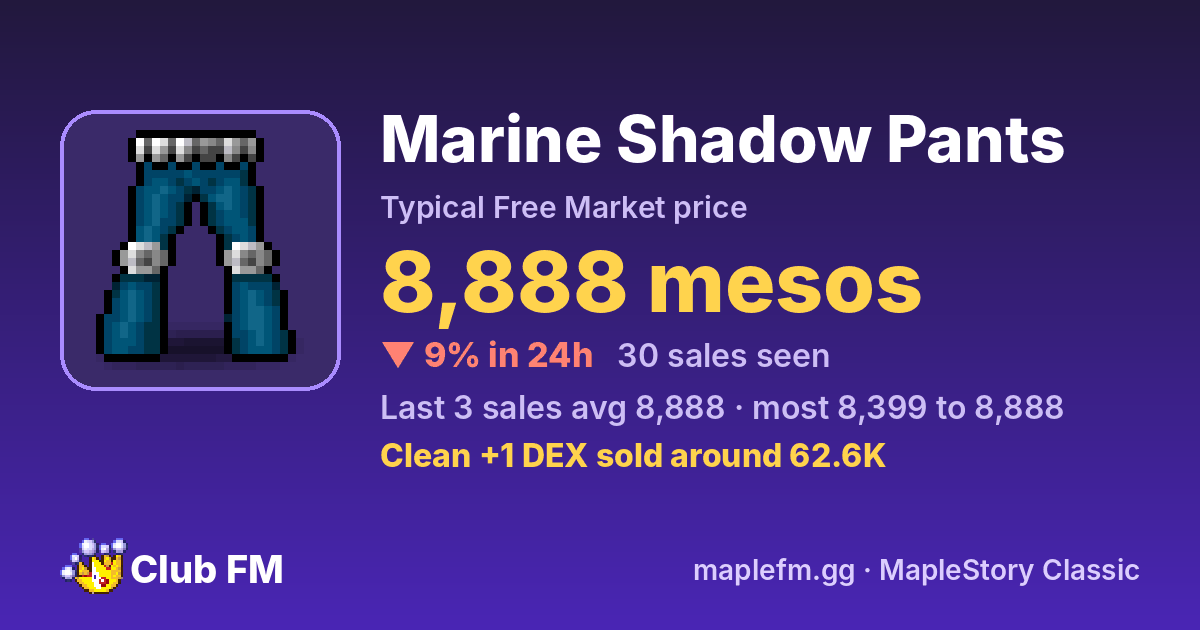 Marine Shadow Pants
Typical Free Market price
8,888 mesos
▼ 9% in 24h 30 sales seen
Last 3 sales avg 8,888 · most 8,399 to 8,888
Clean +1 DEX sold around 62.6K
Club FM
maplefm.gg · MapleStory Classic